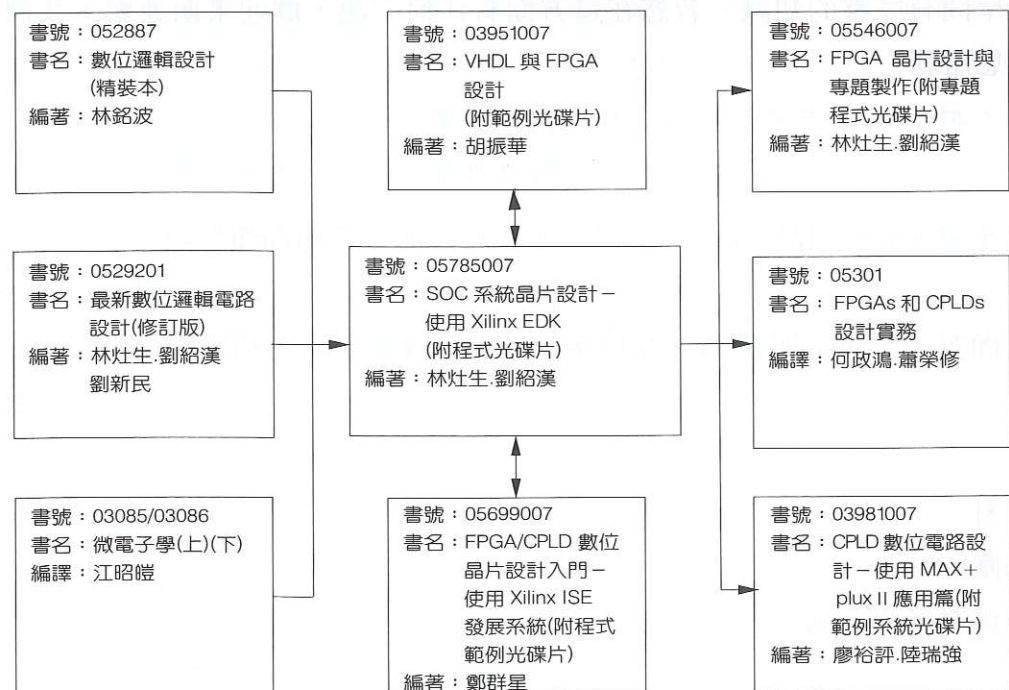 書號：052887
書名：數位邏輯設計
(精裝本)
編著：林銘波
書號：03951007
書名：VHDL 與 FPGA
設計
(附範例光碟片)
編著：胡振華
書號：05546007
書名：FPGA 晶片設計與
專題製作(附專題
程式光碟片)
編著：林灶生.劉紹漢
書號：0529201
書名：最新數位邏輯電路
設計(修訂版)
編著：林灶生.劉紹漢
劉新民
書號：05785007
書名：SOC 系統晶片設計－
使用 Xilinx EDK
(附程式光碟片)
編著：林灶生.劉紹漢
書號：05301
書名：FPGAs 和 CPLDs
設計實務
編譯：何政鴻.蕭榮修
書號：03085/03086
書名：微電子學(上)(下)
編譯：江昭皚
書號：05699007
書名：FPGA/CPLD 數位
晶片設計入門－
使用 Xilinx ISE
發展系統(附程式
範例光碟片)
編著：鄭群星
書號：03981007
書名：CPLD 數位電路設
計－使用 MAX+
plux II 應用篇(附
範例系統光碟片)
編著：廖裕評.陸瑞強